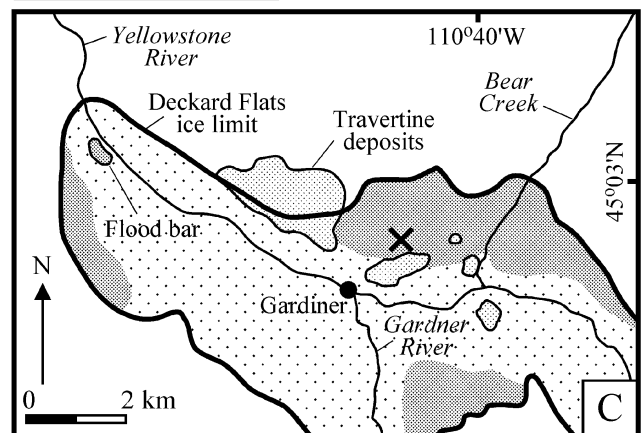 Yellowstone
River
110°40'W
Bear
Creek
Deckard Flats
ice limit
Travertine
deposits
45°03'N
Flood bar
N
Gardiner
Gardner
River
0 2 km
C